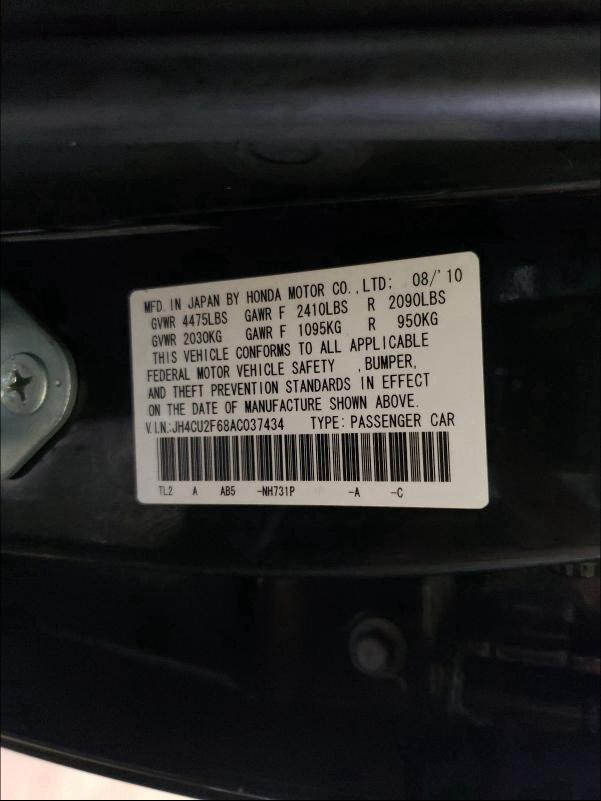 MFD. IN JAPAN BY HONDA MOTOR CO.,LTD; 08/'10
GVWR 4475LBS GAWR F 2410LBS R 2090LBS
GVWR 2030KG GAWR F 1095KG R 950KG
THIS VEHICLE CONFORMS TO ALL APPLICABLE
FEDERAL MOTOR VEHICLE SAFETY ,BUMPER,
AND THEFT PREVENTION STANDARDS IN EFFECT
ON THE DATE OF MANUFACTURE SHOWN ABOVE.
V.I.N.:JH4CU2F68AC037434 TYPE: PASSENGER CAR
TL2 A AB5 -NH731P -A -C